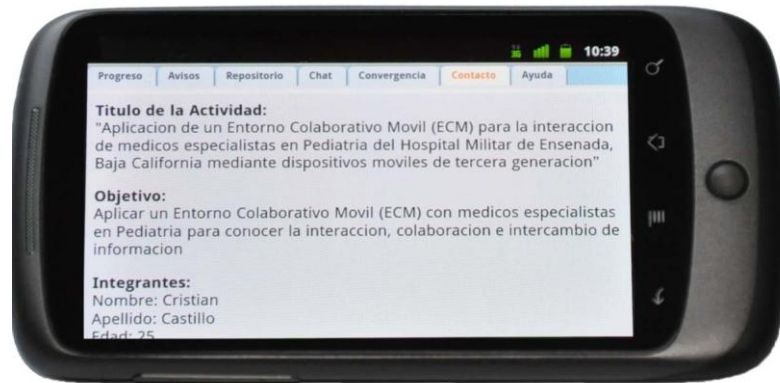 10:39
Progreso Avisos Repositorio Chat Convergencia Contacto Ayuda
Titulo de la Actividad:
"Aplicacion de un Entorno Colaborativo Movil (ECM) para la interaccion
de medicos especialistas en Pediatria del Hospital Militar de Ensenada,
Baja California mediante dispositivos moviles de tercera generacion"
Objetivo:
Aplicar un Entorno Colaborativo Movil (ECM) con medicos especialistas
en Pediatria para conocer la interaccion, colaboracion e intercambio de
informacion
Integrantes:
Nombre: Cristian
Apellido: Castillo
Edad: 25